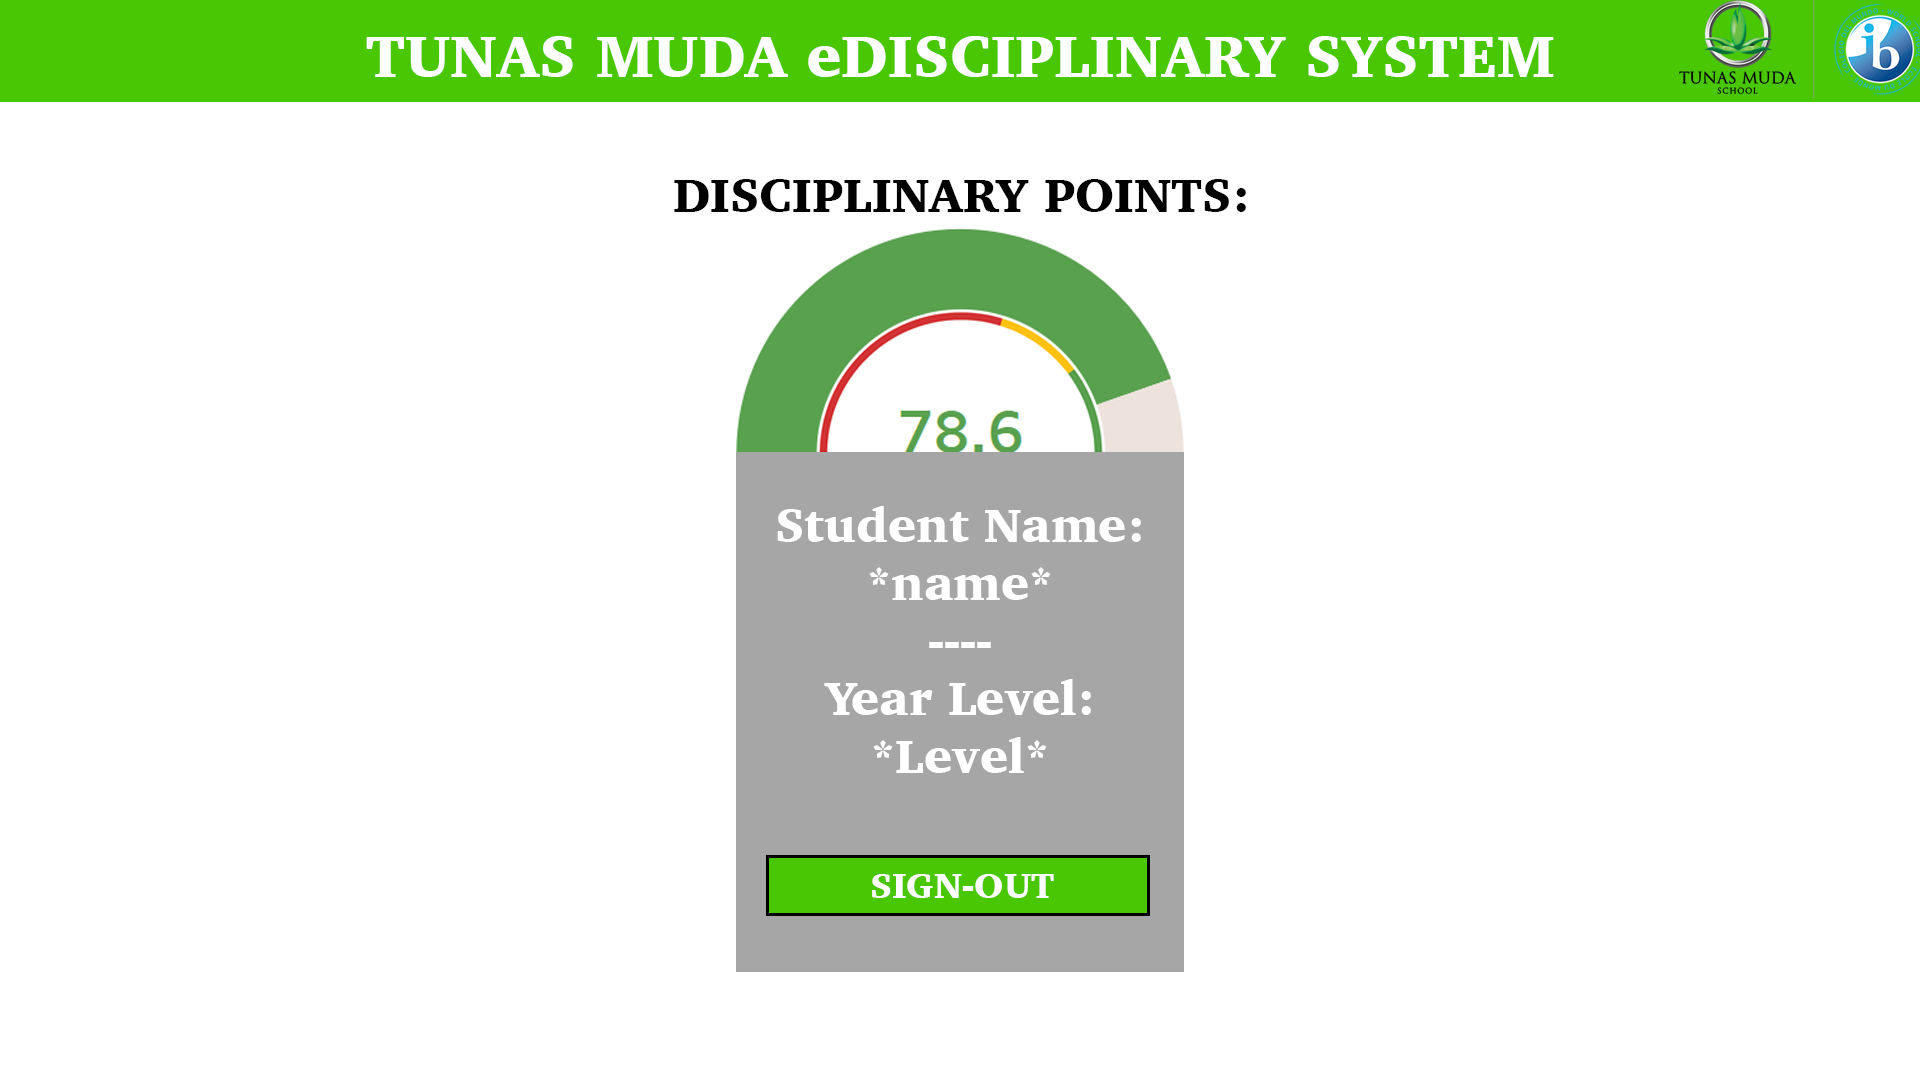 TUNAS MUDA eDISCIPLINARY SYSTEM
TUNAS MUDA
SCHOOL
ib
DISCIPLINARY POINTS:
78.6
Student Name:
*name*
----
Year Level:
*Level*
SIGN-OUT